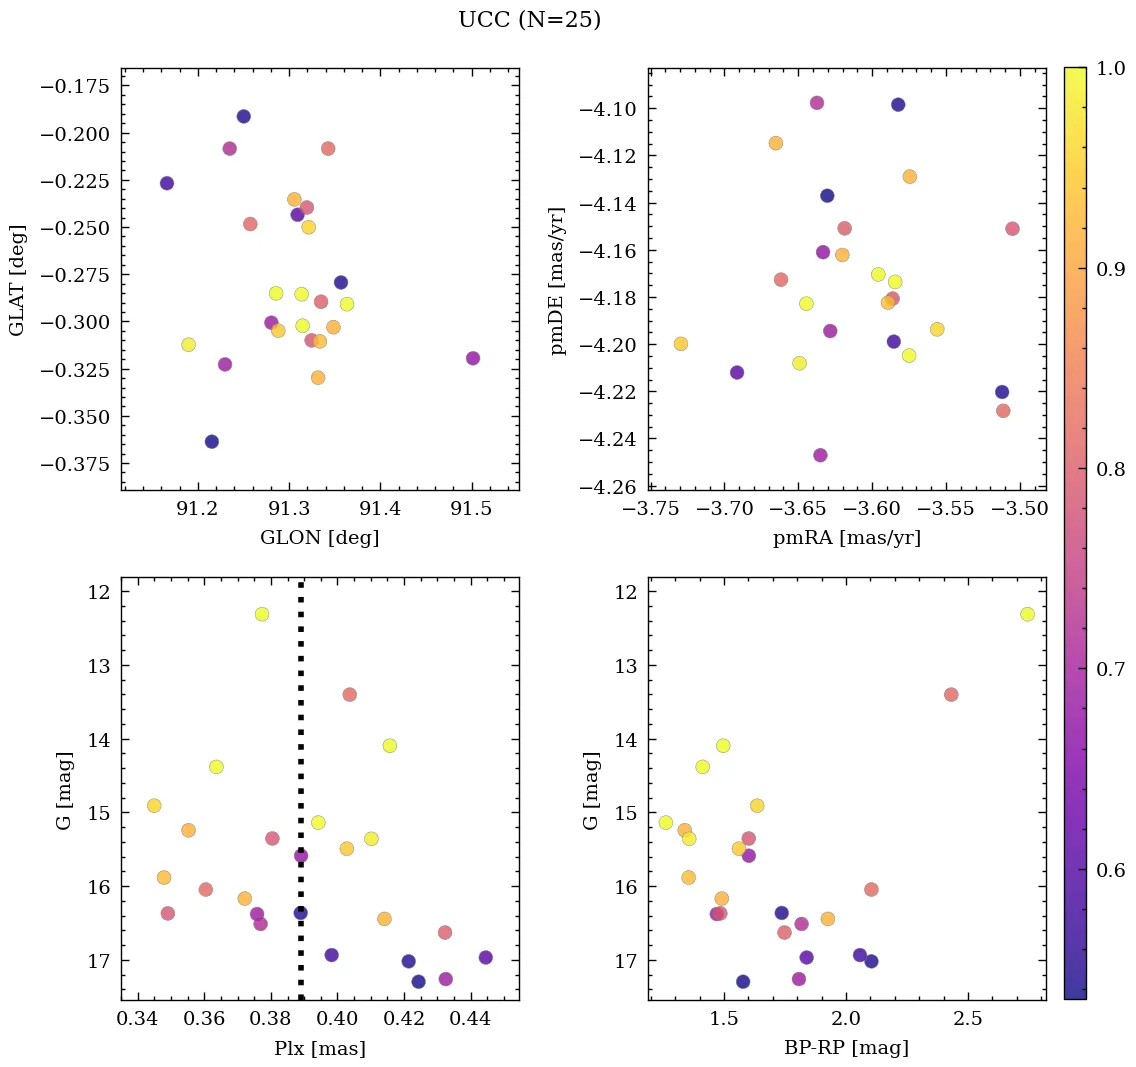 UCC (N=25)
−0.175
−0.200
−0.225
−0.250
−0.275
−0.300
−0.325
−0.350
−0.375
GLAT [deg]
91.2 91.3 91.4 91.5
GLON [deg]
−4.10
−4.12
−4.14
−4.16
−4.18
−4.20
−4.22
−4.24
−4.26
pmDE [mas/yr]
−3.75 −3.70 −3.65 −3.60 −3.55 −3.50
pmRA [mas/yr]
12
13
14
15
16
17
G [mag]
0.34 0.36 0.38 0.40 0.42 0.44
Plx [mas]
12
13
14
15
16
17
G [mag]
1.5 2.0 2.5
BP-RP [mag]
1.0
0.9
0.8
0.7
0.6